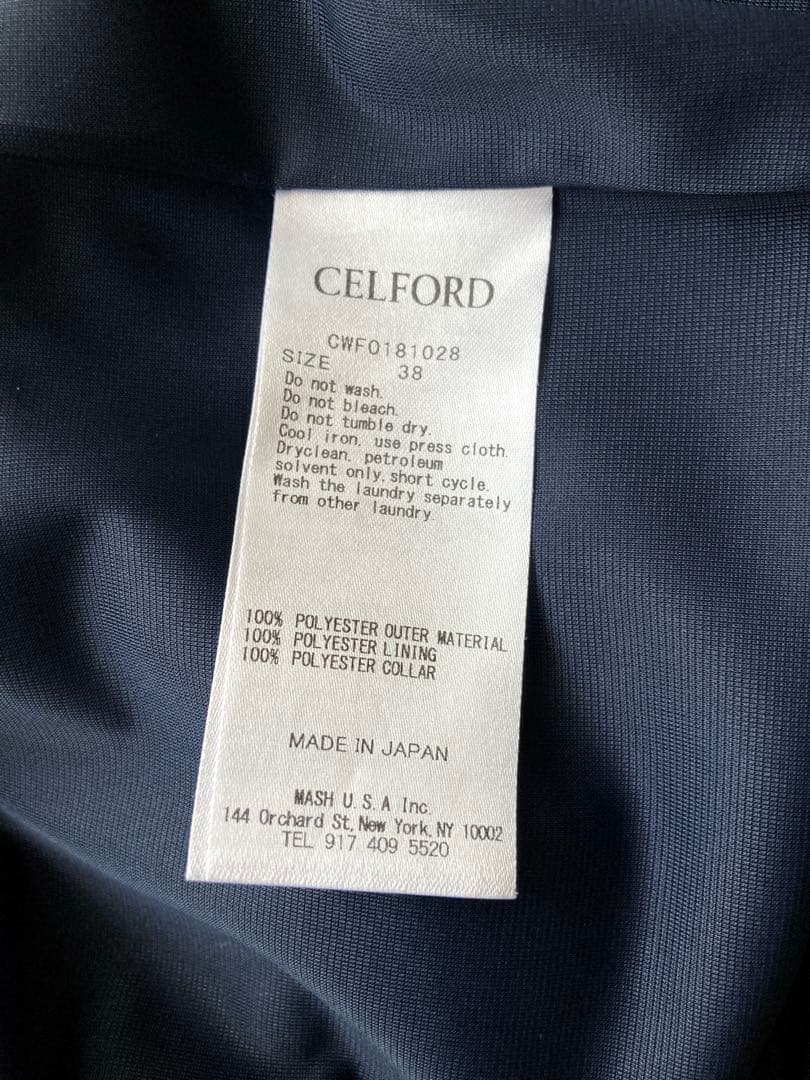 CELFORD
CWFO181028
SIZE 38
Do not wash.
Do not bleach.
Do not tumble dry.
Cool iron, use press cloth.
Dryclean, petroleum
solvent only, short cycle.
Wash the laundry separately
from other laundry.
100% POLYESTER OUTER MATERIAL
100% POLYESTER LINING
100% POLYESTER COLLAR
MADE IN JAPAN
MASH U.S.A Inc.
144 Orchard St, New York, NY 10002
TEL 917 409 5520